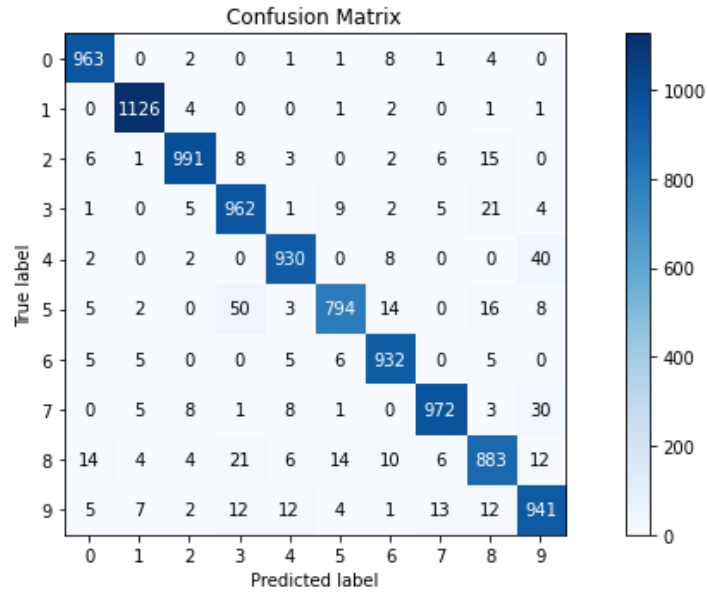 Confusion Matrix
0 963 0 2 0 1 1 8 1 4 0
1 0 1126 4 0 0 1 2 0 1 1
2 6 1 991 8 3 0 2 6 15 0
3 1 0 5 962 1 9 2 5 21 4
4 2 0 2 0 930 0 8 0 0 40
5 5 2 0 50 3 794 14 0 16 8
6 5 5 0 0 5 6 932 0 5 0
7 0 5 8 1 8 1 0 972 3 30
8 14 4 4 21 6 14 10 6 883 12
9 5 7 2 12 12 4 1 13 12 941
0 1 2 3 4 5 6 7 8 9
Predicted label
True label
1000
800
600
400
200
0